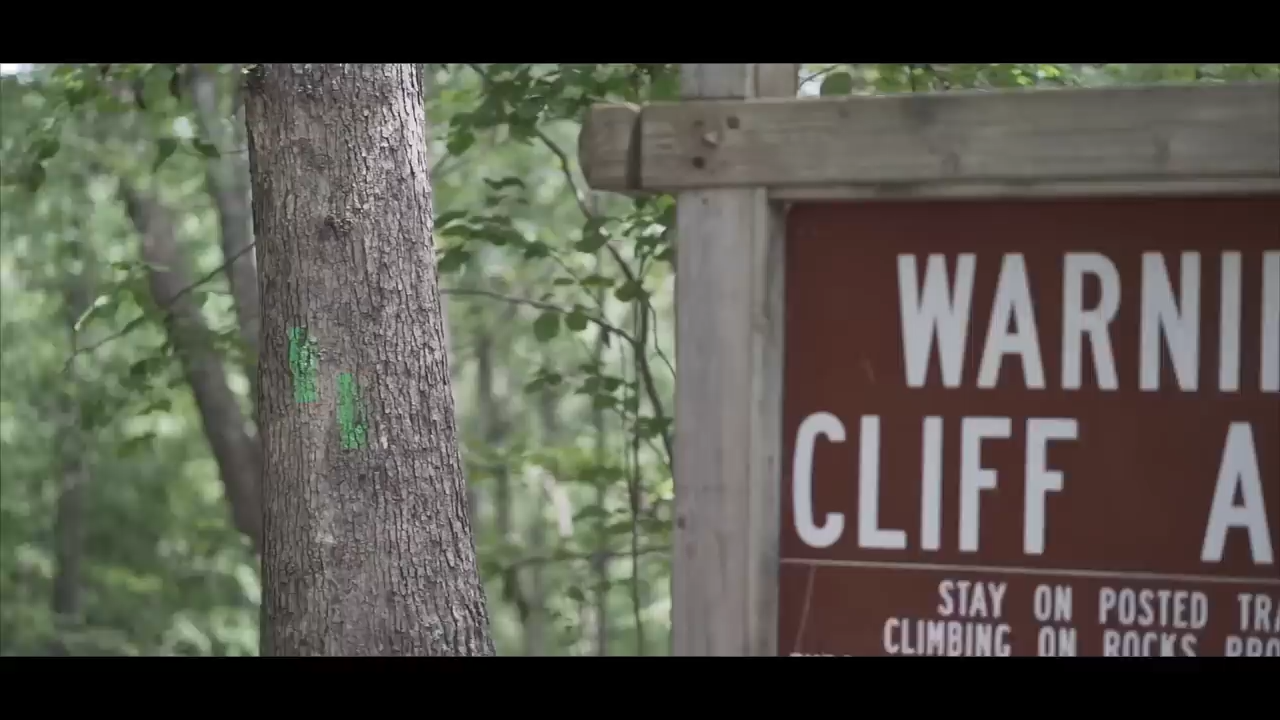 WARNI
CLIFF A
STAY ON POSTED TRA
CLIMBING ON ROCKS PRO